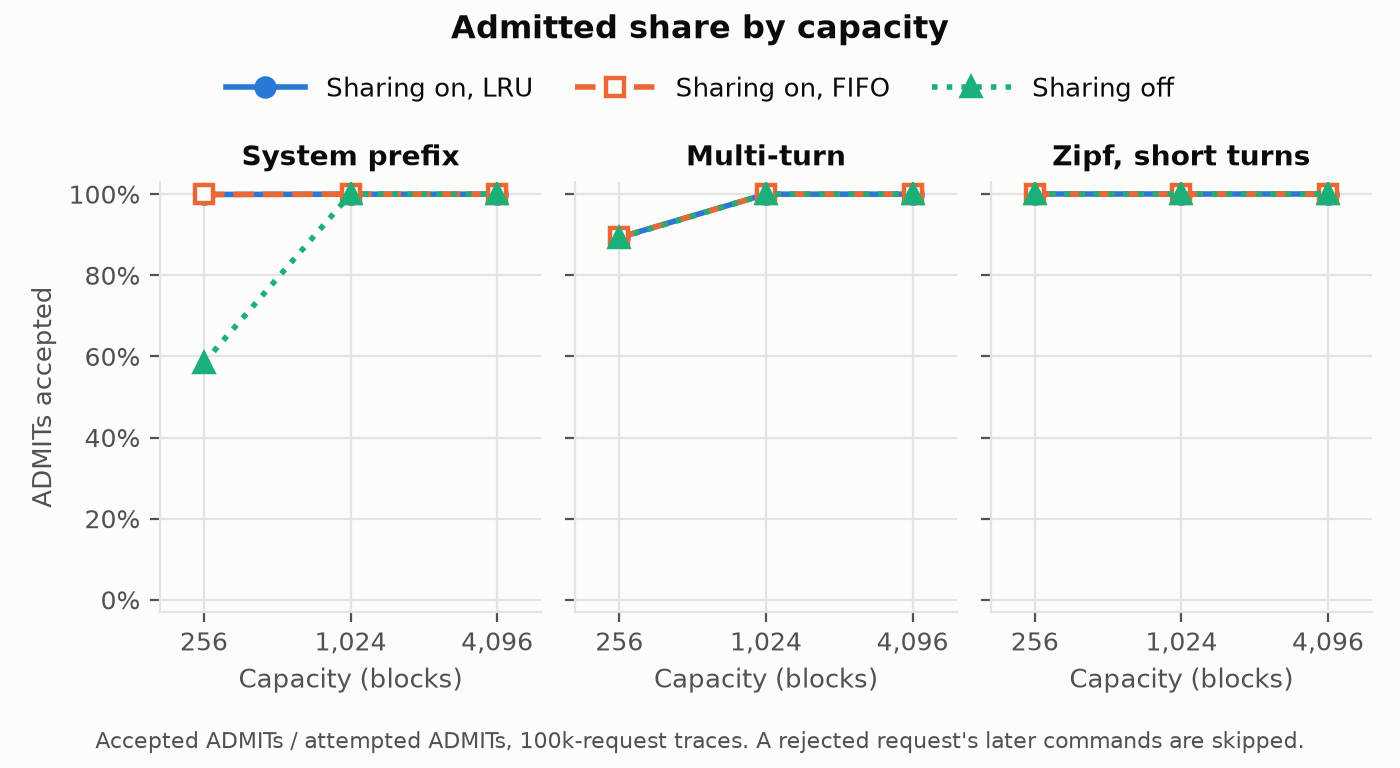 Admitted share by capacity
Sharing on, LRU
Sharing on, FIFO
Sharing off
System prefix
Multi-turn
Zipf, short turns
ADMITs accepted
100%
80%
60%
40%
20%
0%
256 1,024 4,096
256 1,024 4,096
256 1,024 4,096
Capacity (blocks)
Capacity (blocks)
Capacity (blocks)
Accepted ADMITs / attempted ADMITs, 100k-request traces. A rejected request's later commands are skipped.